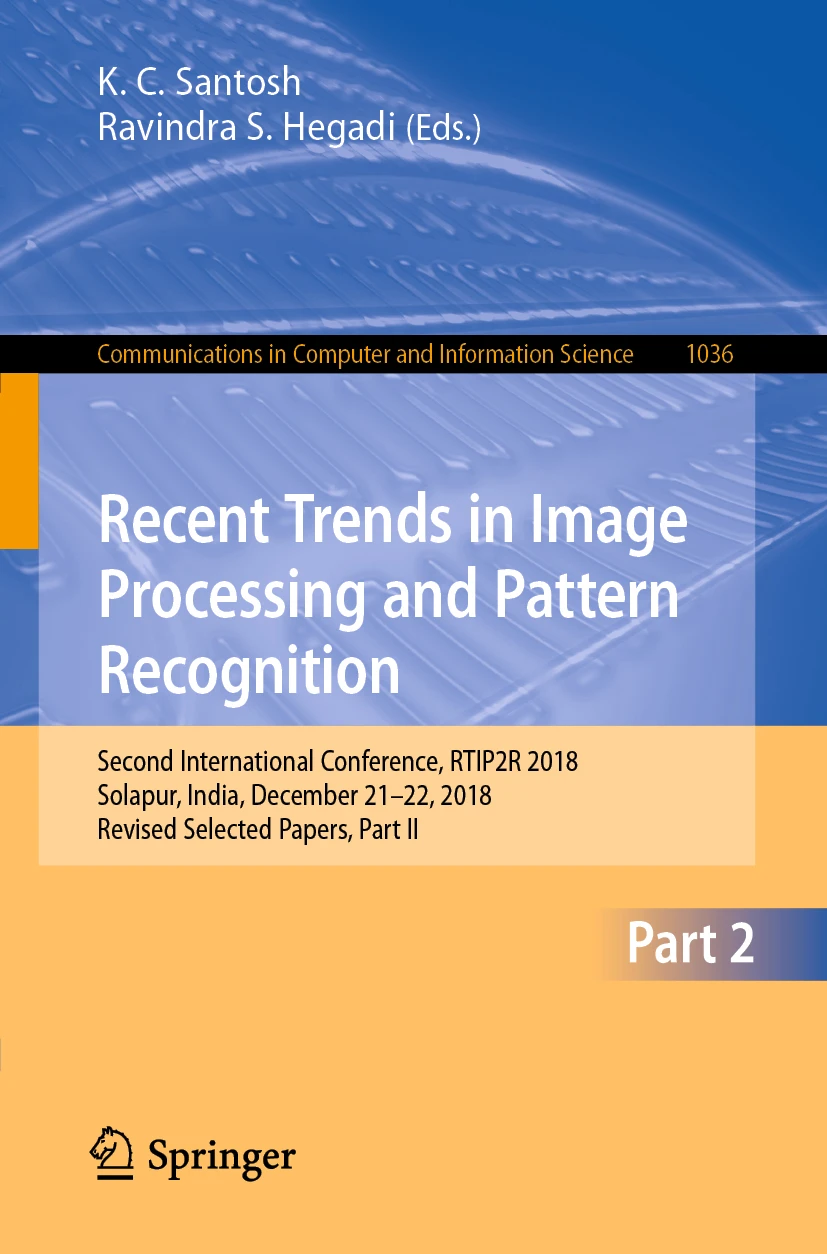 K. C. Santosh
Ravindra S. Hegadi (Eds.)
Communications in Computer and Information Science 1036
Recent Trends in Image
Processing and Pattern
Recognition
Second International Conference, RTIP2R 2018
Solapur, India, December 21–22, 2018
Revised Selected Papers, Part II
Part 2
Springer